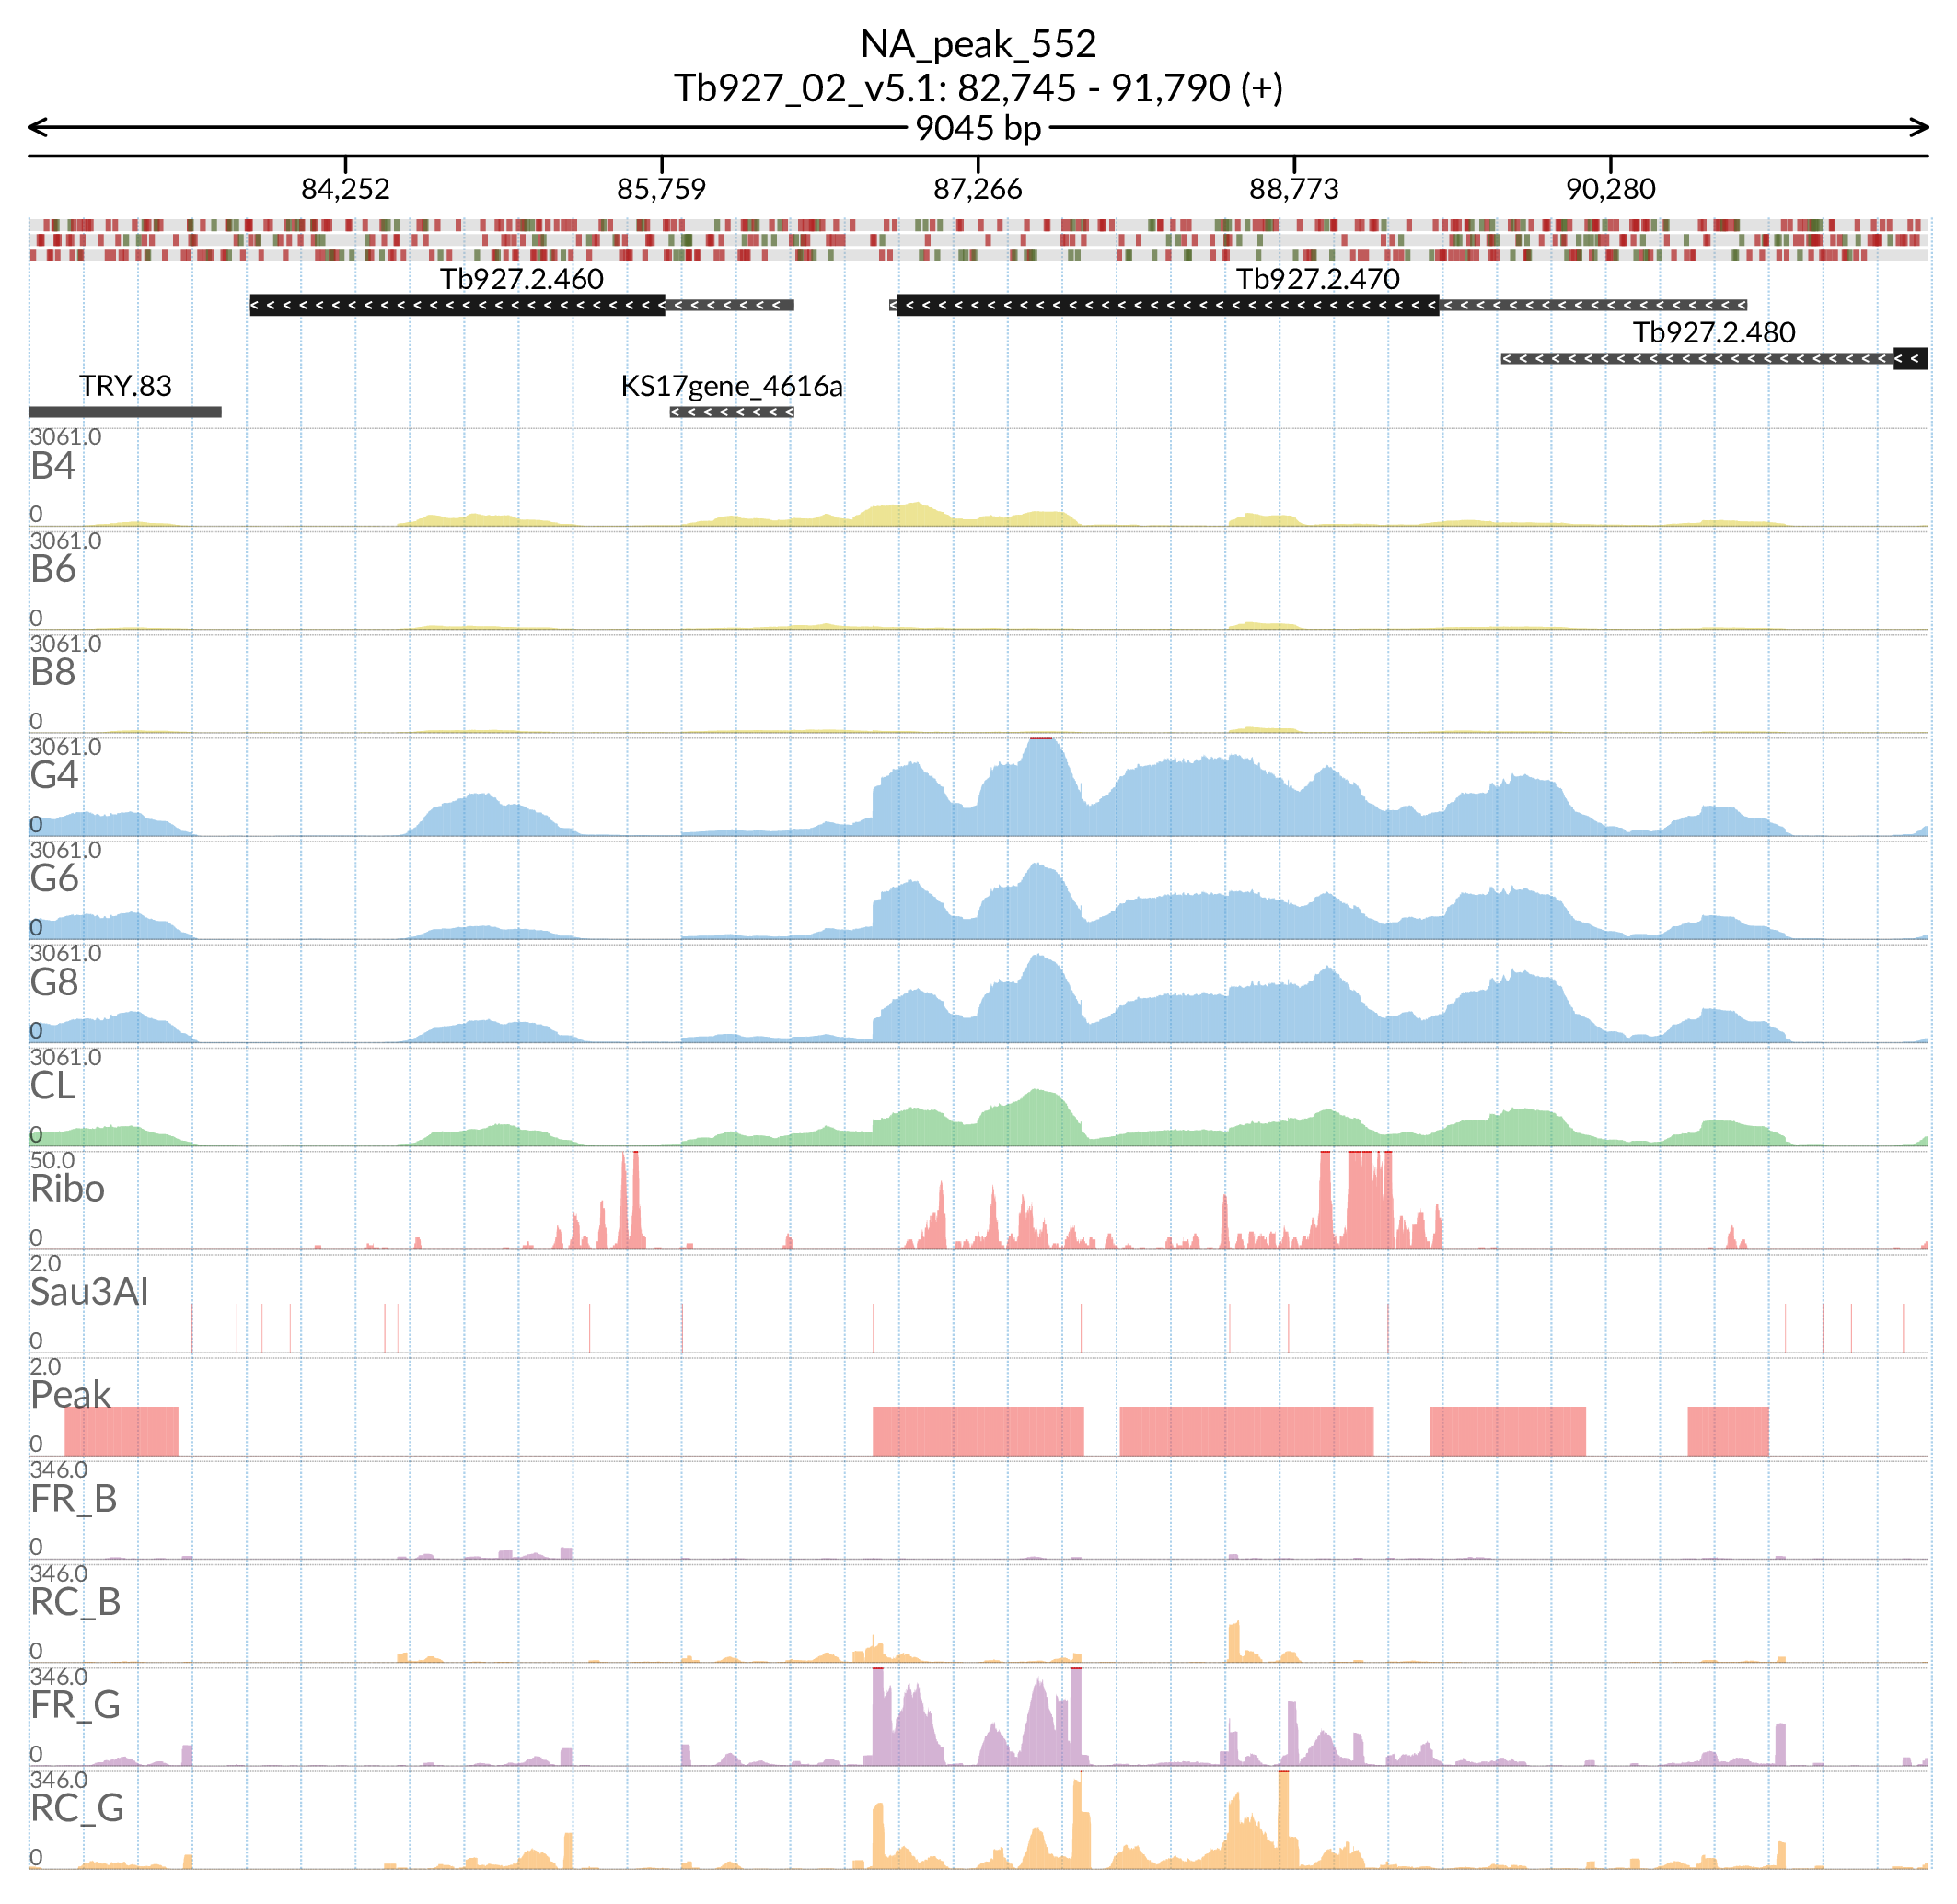 NA_peak_552
Tb927_02_v5.1: 82,745 - 91,790 (+)
9045 bp
84,252 85,759 87,266 88,773 90,280
Tb927.2.460 Tb927.2.470
Tb927.2.480
TRY.83 KS17gene_4616a
3061.0
B4
0
3061.0
B6
0
3061.0
B8
0
3061.0
G4
0
3061.0
G6
0
3061.0
G8
0
3061.0
CL
0
50.0
Ribo
0
2.0
Sau3AI
0
2.0
Peak
0
346.0
FR_B
0
346.0
RC_B
0
346.0
FR_G
0
346.0
RC_G
0